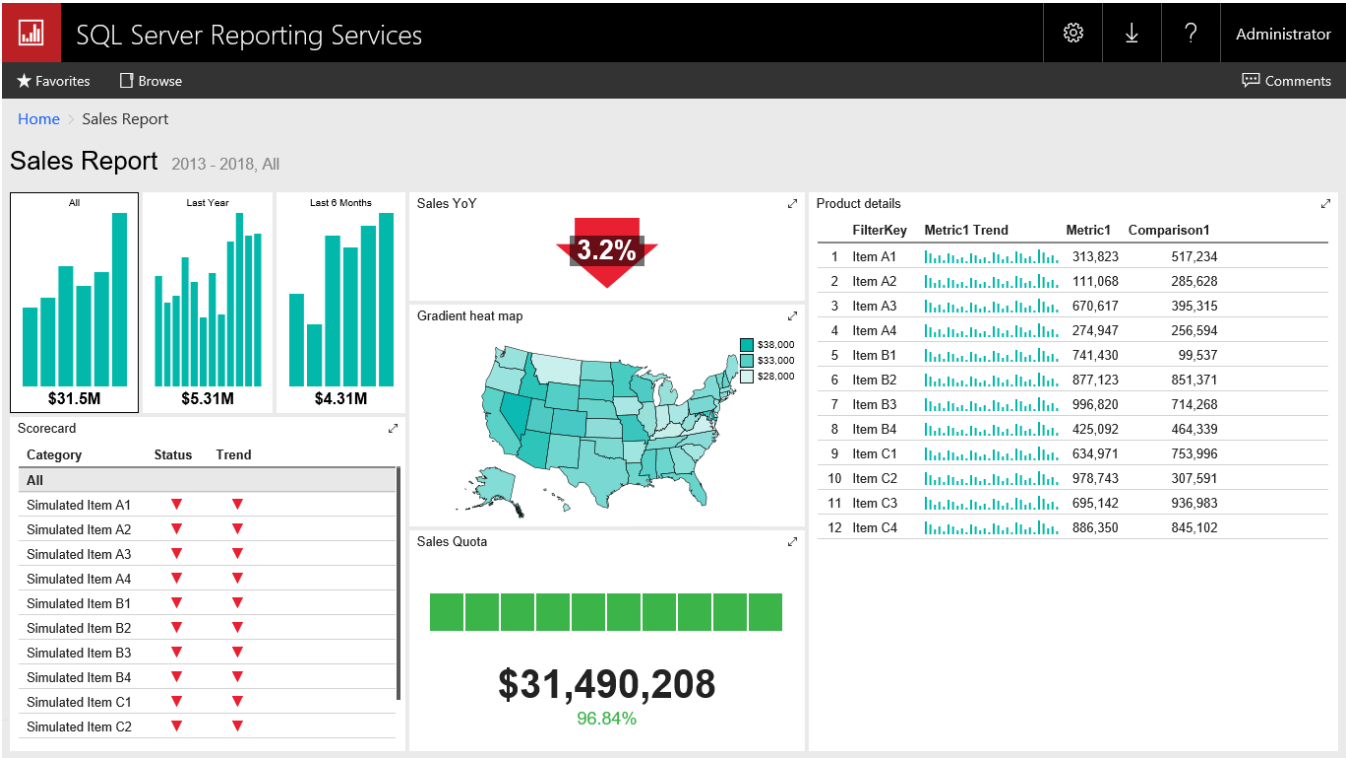 SQL Server Reporting Services
Administrator
Favorites
Browse
Comments
Home > Sales Report
Sales Report 2013 - 2018, All
All
$31.5M
Last Year
$5.31M
Last 6 Months
$4.31M
Scorecard
Category Status Trend
All
Simulated Item A1
Simulated Item A2
Simulated Item A3
Simulated Item A4
Simulated Item B1
Simulated Item B2
Simulated Item B3
Simulated Item B4
Simulated Item C1
Simulated Item C2
Sales YoY
3.2%
Gradient heat map
$38,000
$33,000
$28,000
Sales Quota
$31,490,208
96.84%
Product details
FilterKey Metric1 Trend Metric1 Comparison1
1 Item A1 313,823 517,234
2 Item A2 111,068 285,628
3 Item A3 670,617 395,315
4 Item A4 274,947 256,594
5 Item B1 741,430 99,537
6 Item B2 877,123 851,371
7 Item B3 996,820 714,268
8 Item B4 425,092 464,339
9 Item C1 634,971 753,996
10 Item C2 978,743 307,591
11 Item C3 695,142 936,983
12 Item C4 886,350 845,102